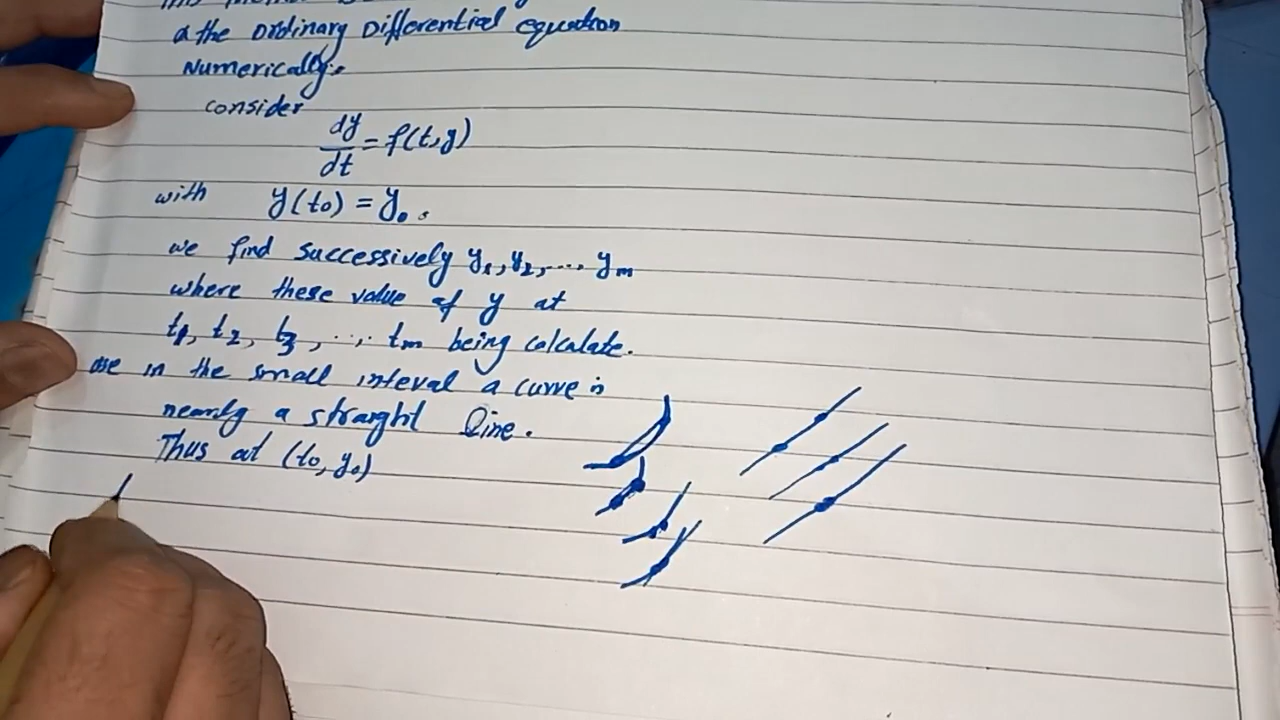 a the Ordinary Differential equation
Numerically.
Consider
dy/dt = f(t,y)
with y(t0) = y0.
we find successively y1, y2, ..., ym
where these value of y at
t1, t2, t3, ..., tm being calculate.
in the small interval a curve is
nearly a straight line.
Thus at (t0, y0)